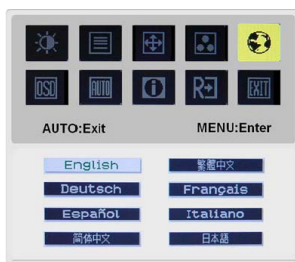 OSD AUTO i R EXIT
AUTO:Exit MENU:Enter
English 繁體中文
Deutsch Français
Español Italiano
简体中文 日本語